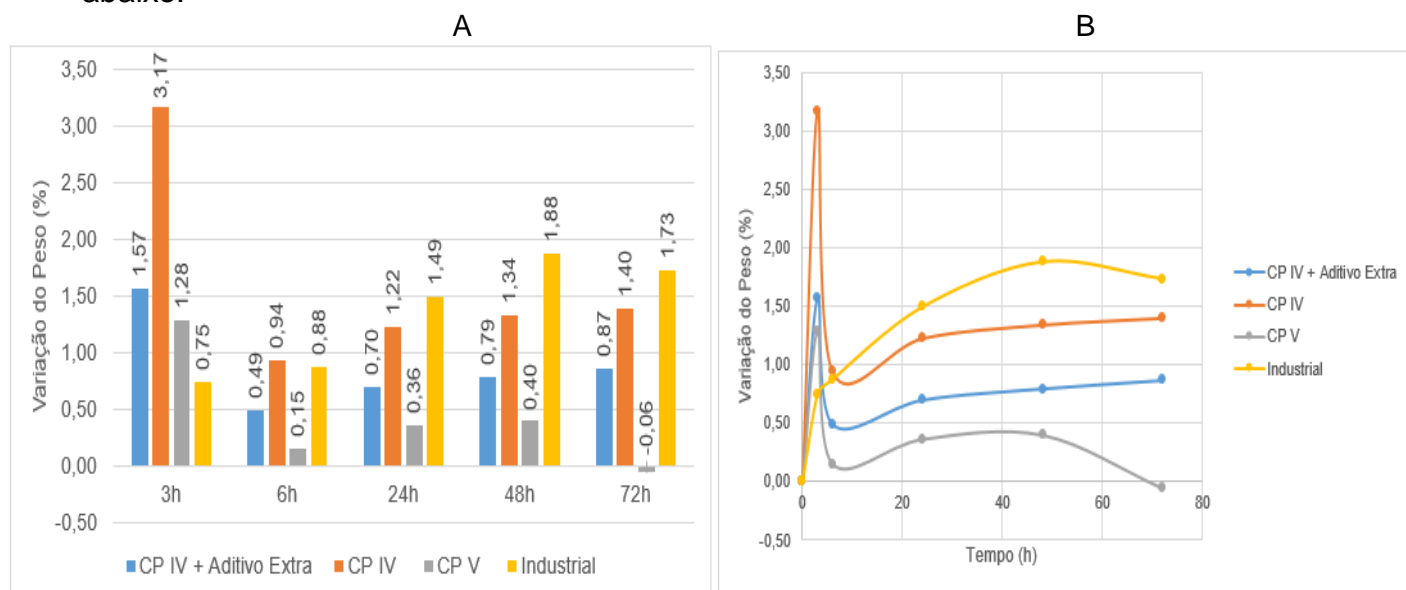 abaixo.
A
B
3,50
3,00
2,50
2,00
1,50
1,00
0,50
0,00
-0,50
Variação do Peso (%)
1,57
3,17
1,28
0,75
0,49
0,94
0,15
0,88
0,70
1,22
0,36
1,49
0,79
1,34
0,40
1,88
0,87
1,40
-0,06
1,73
3h
6h
24h
48h
72h
CP IV + Aditivo Extra
CP IV
CP V
Industrial
3,50
3,00
2,50
2,00
1,50
1,00
0,50
0,00
-0,50
Variação do Peso (%)
0
20
40
60
80
Tempo (h)
CP IV + Aditivo Extra
CP IV
CP V
Industrial